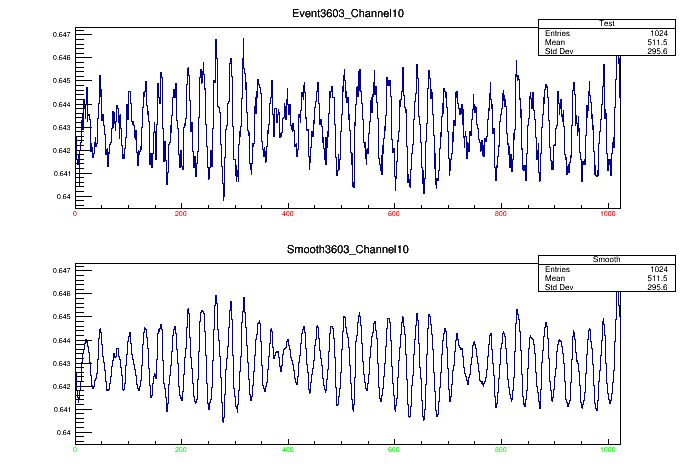 Event3603_Channel10
Test
Entries 1024
Mean 511.5
Std Dev 295.6
0.647
0.646
0.645
0.644
0.643
0.642
0.641
0.64
0 200 400 600 800 1000
Smooth3603_Channel10
Smooth
Entries 1024
Mean 511.5
Std Dev 295.6
0.647
0.646
0.645
0.644
0.643
0.642
0.641
0.64
0 200 400 600 800 1000